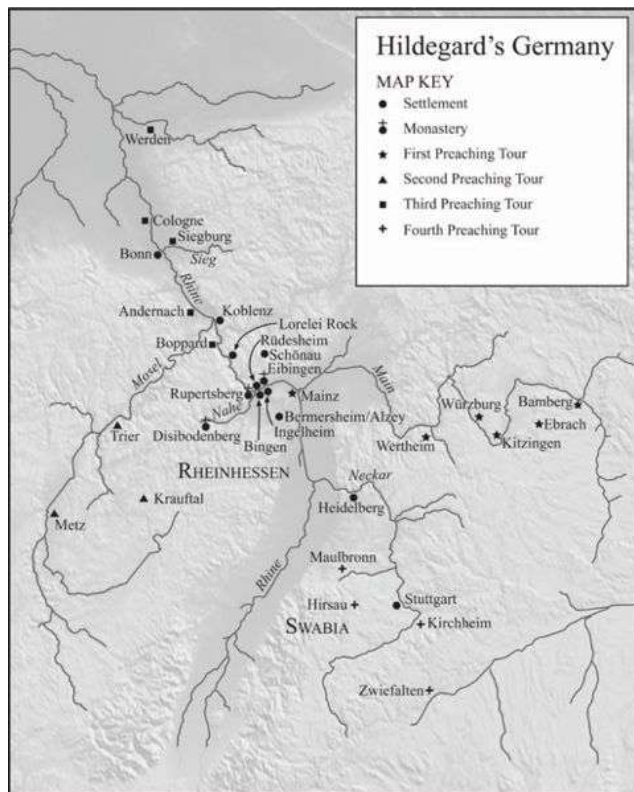 Hildegard's Germany
MAP KEY
Settlement
Monastery
First Preaching Tour
Second Preaching Tour
Third Preaching Tour
Fourth Preaching Tour
Werden
Cologne
Siegburg
Bonn
Sieg
Rhine
Andernach
Koblenz
Lorelei Rock
Boppard
Rüdesheim
Schönau
Mosel
Eibingen
Main
Rupertsberg
Mainz
Bamberg
Würzburg
Nahe
Bermersheim/Alzey
Ebrach
Trier
Disibodenberg
Ingelheim
Kitzingen
Bingen
Wertheim
RHEINHESSEN
Neckar
Krauftal
Heidelberg
Metz
Maulbronn
Rhine
Hirsau
Stuttgart
SWABIA
Kirchheim
Zwiefalten